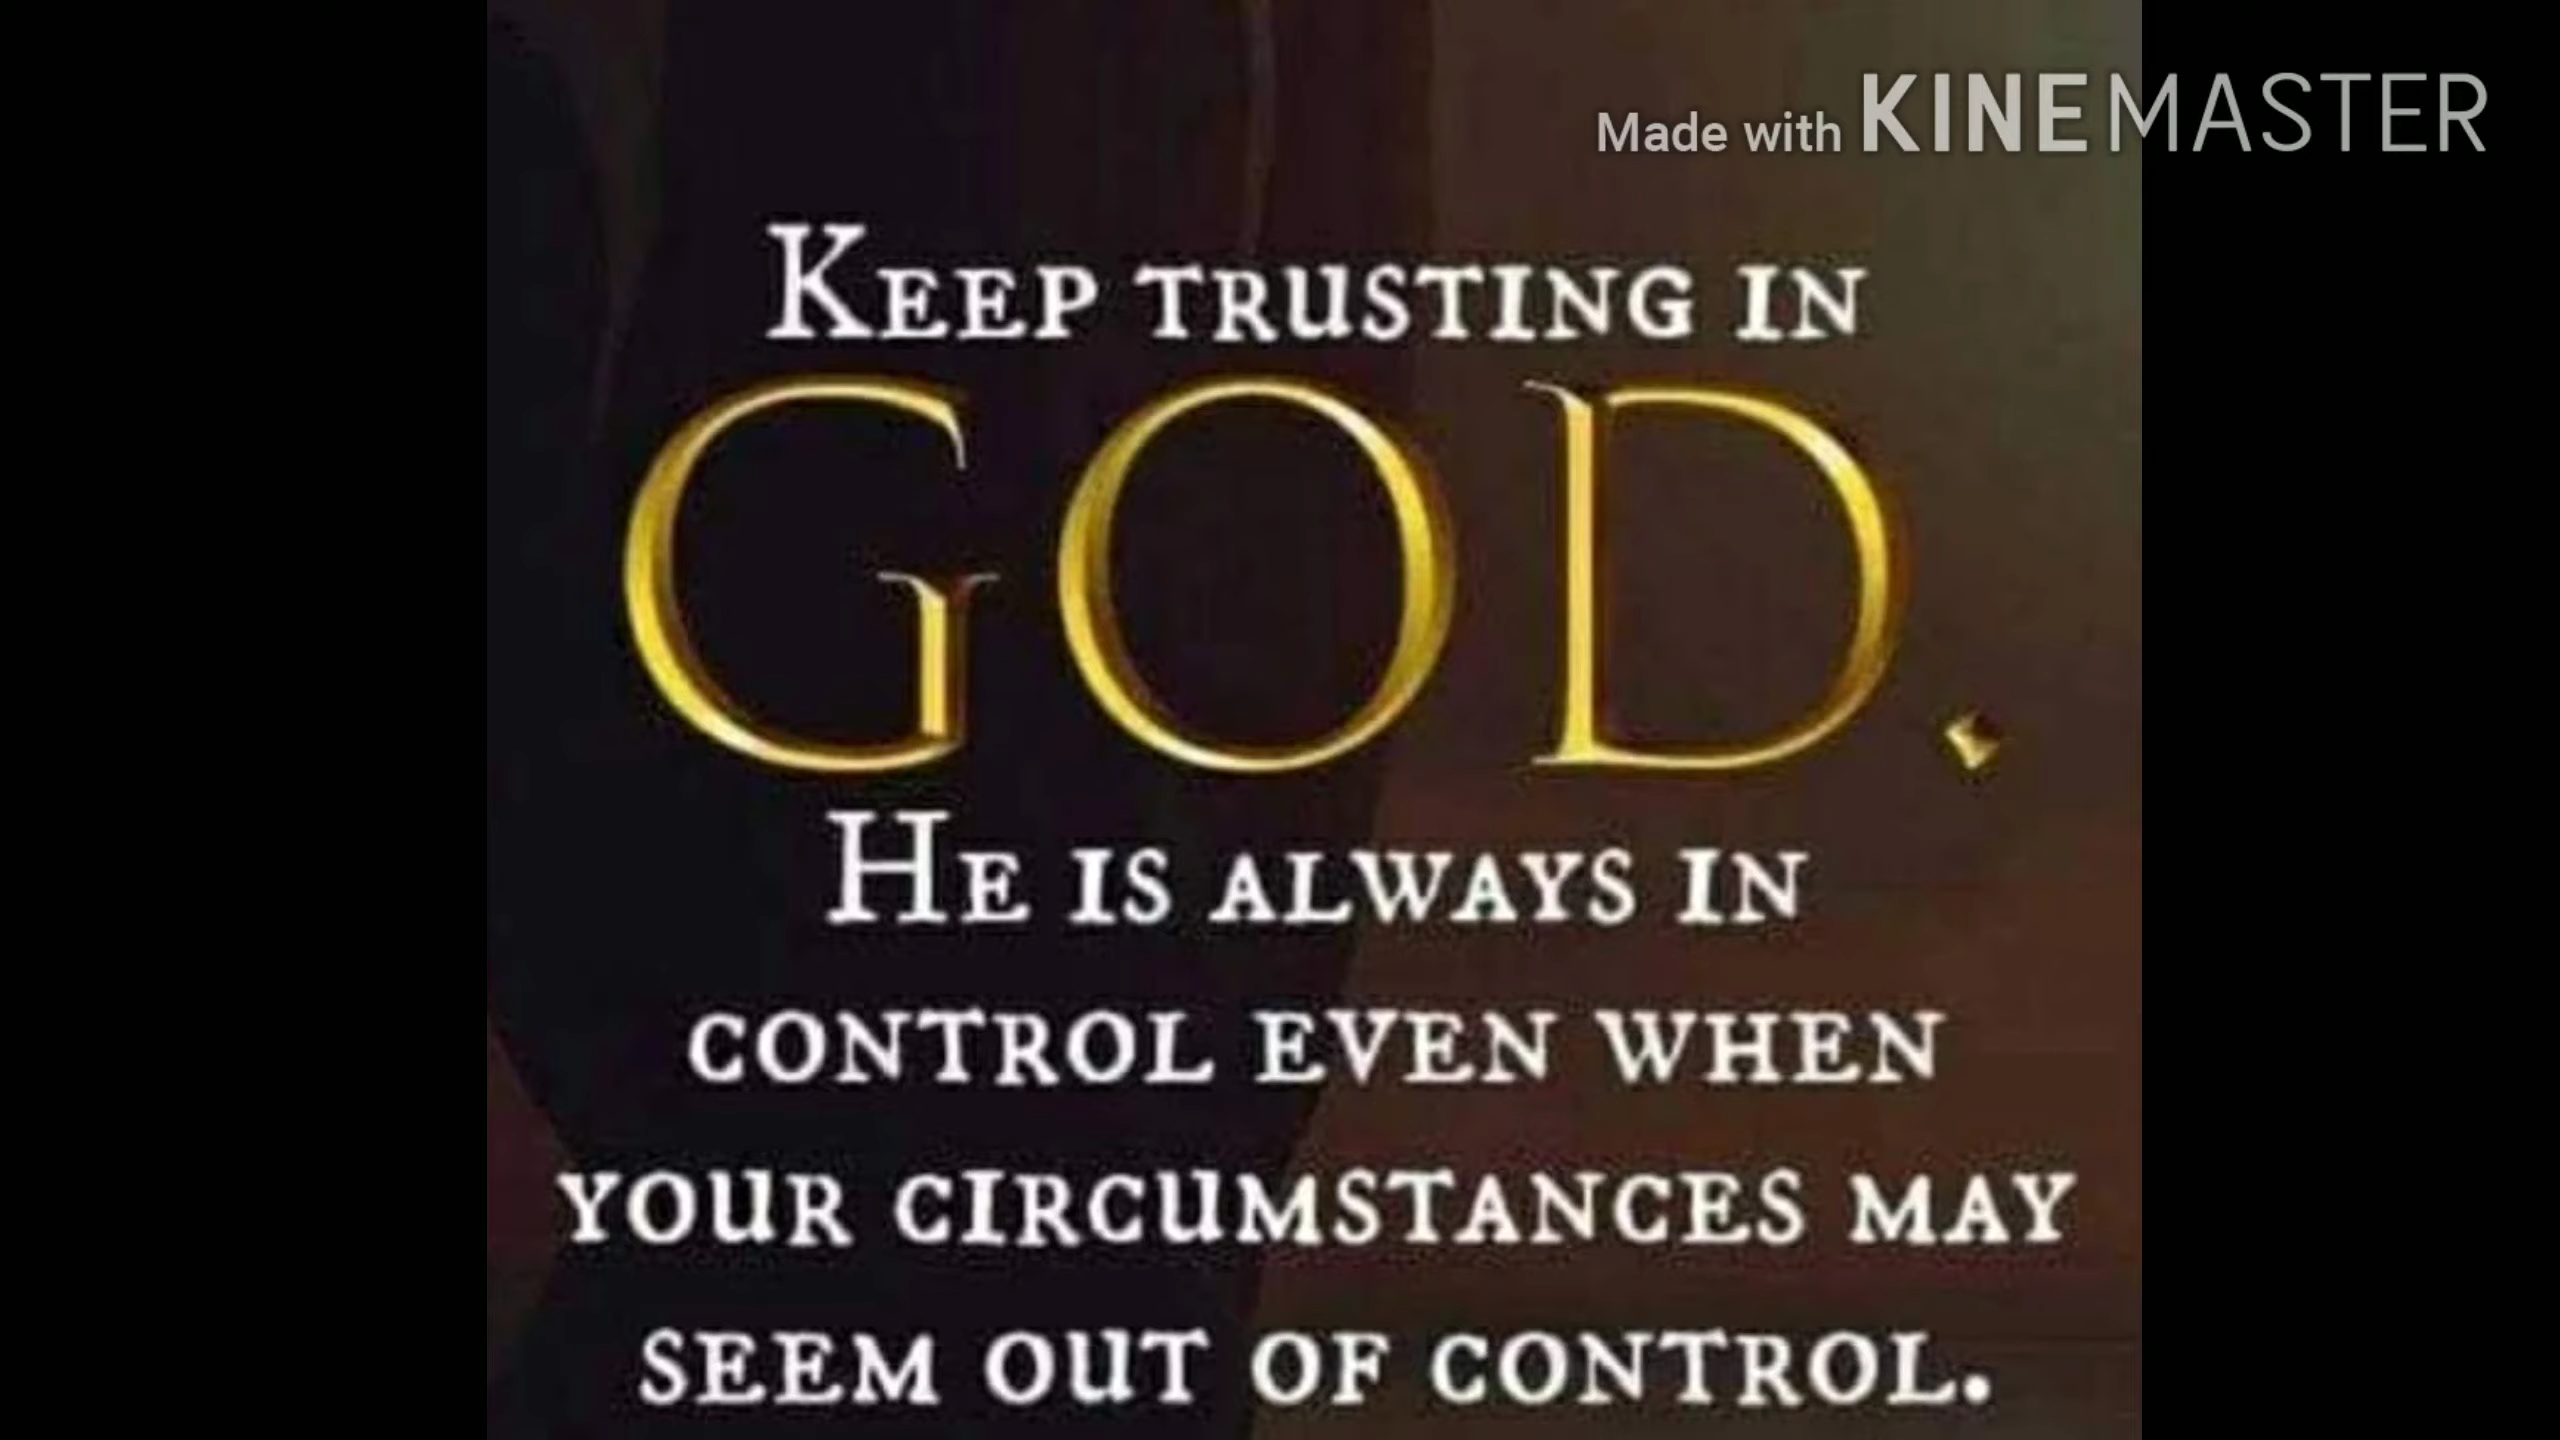 Made with KINEMASTER
KEEP TRUSTING IN
GOD.
HE IS ALWAYS IN
CONTROL EVEN WHEN
YOUR CIRCUMSTANCES MAY
SEEM OUT OF CONTROL.